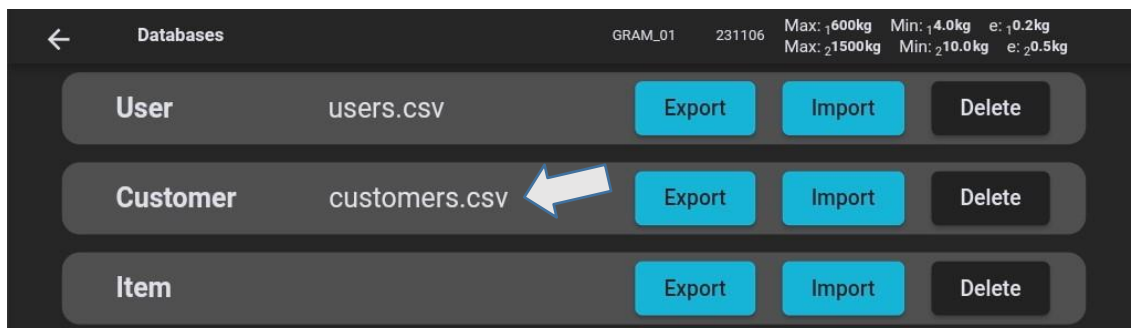 Databases GRAM_01 231106 Max: ₁600kg Min: ₁4.0kg e: ₁0.2kg
Max: ₂1500kg Min: ₂10.0kg e: ₂0.5kg
User users.csv Export Import Delete
Customer customers.csv Export Import Delete
Item Export Import Delete